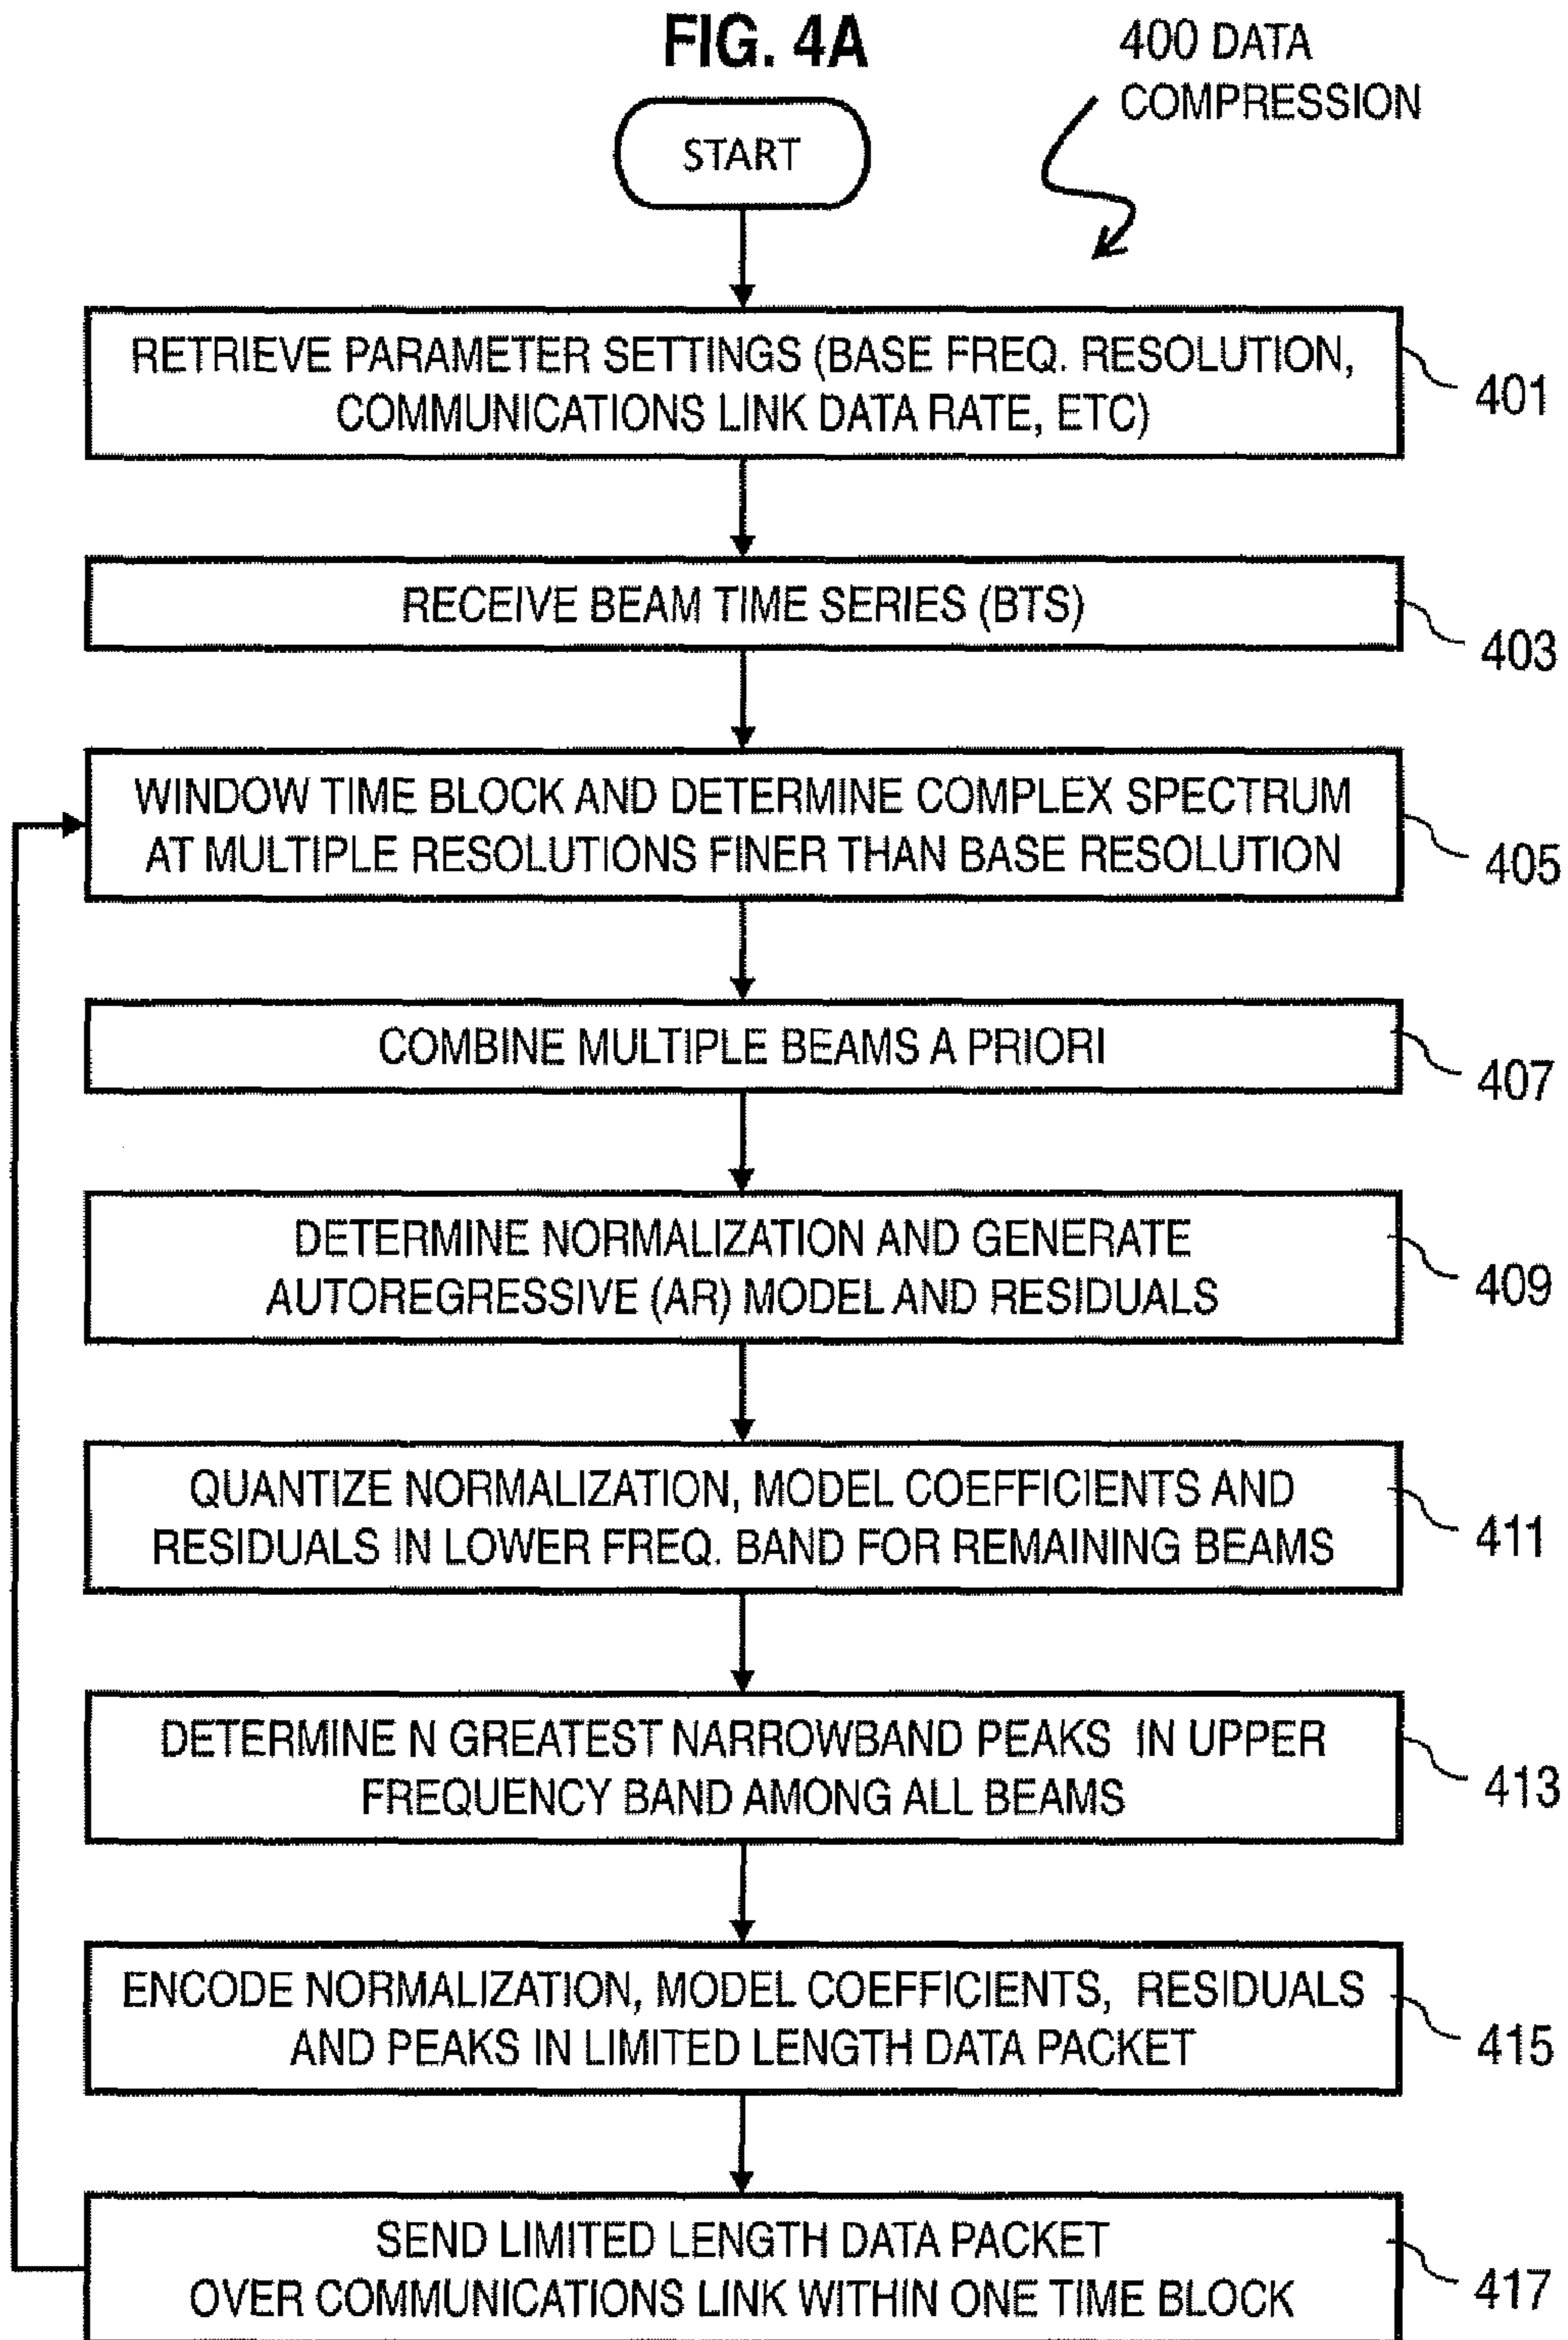 FIG. 4A
400 DATA
COMPRESSION
START
RETRIEVE PARAMETER SETTINGS (BASE FREQ. RESOLUTION,
COMMUNICATIONS LINK DATA RATE, ETC)
401
RECEIVE BEAM TIME SERIES (BTS)
403
WINDOW TIME BLOCK AND DETERMINE COMPLEX SPECTRUM
AT MULTIPLE RESOLUTIONS FINER THAN BASE RESOLUTION
405
COMBINE MULTIPLE BEAMS A PRIORI
407
DETERMINE NORMALIZATION AND GENERATE
AUTOREGRESSIVE (AR) MODEL AND RESIDUALS
409
QUANTIZE NORMALIZATION, MODEL COEFFICIENTS AND
RESIDUALS IN LOWER FREQ. BAND FOR REMAINING BEAMS
411
DETERMINE N GREATEST NARROWBAND PEAKS IN UPPER
FREQUENCY BAND AMONG ALL BEAMS
413
ENCODE NORMALIZATION, MODEL COEFFICIENTS, RESIDUALS
AND PEAKS IN LIMITED LENGTH DATA PACKET
415
SEND LIMITED LENGTH DATA PACKET
OVER COMMUNICATIONS LINK WITHIN ONE TIME BLOCK
417